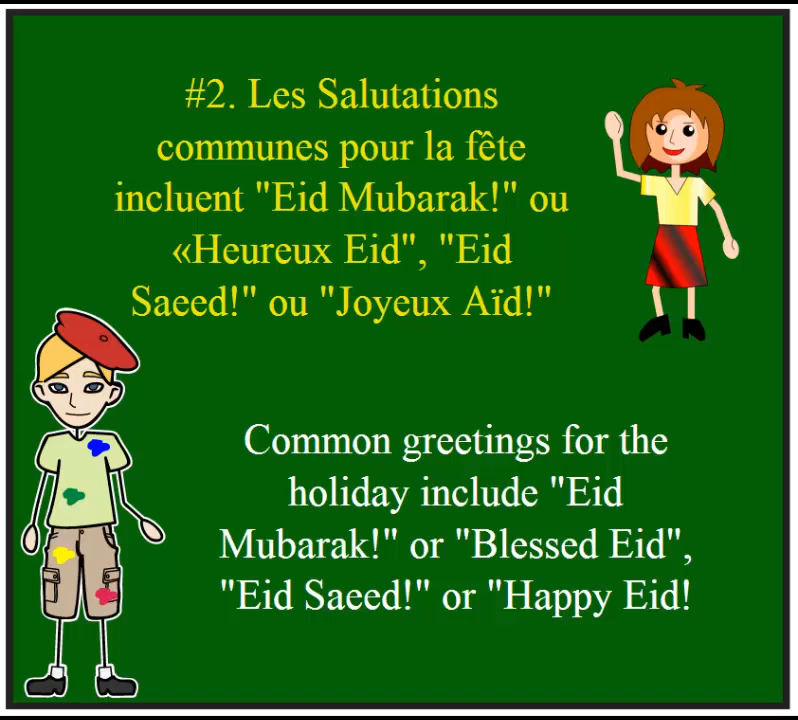 #2. Les Salutations
communes pour la fête
incluent "Eid Mubarak!" ou
«Heureux Eid", "Eid
Saeed!" ou "Joyeux Aïd!"
Common greetings for the
holiday include "Eid
Mubarak!" or "Blessed Eid",
"Eid Saeed!" or "Happy Eid!